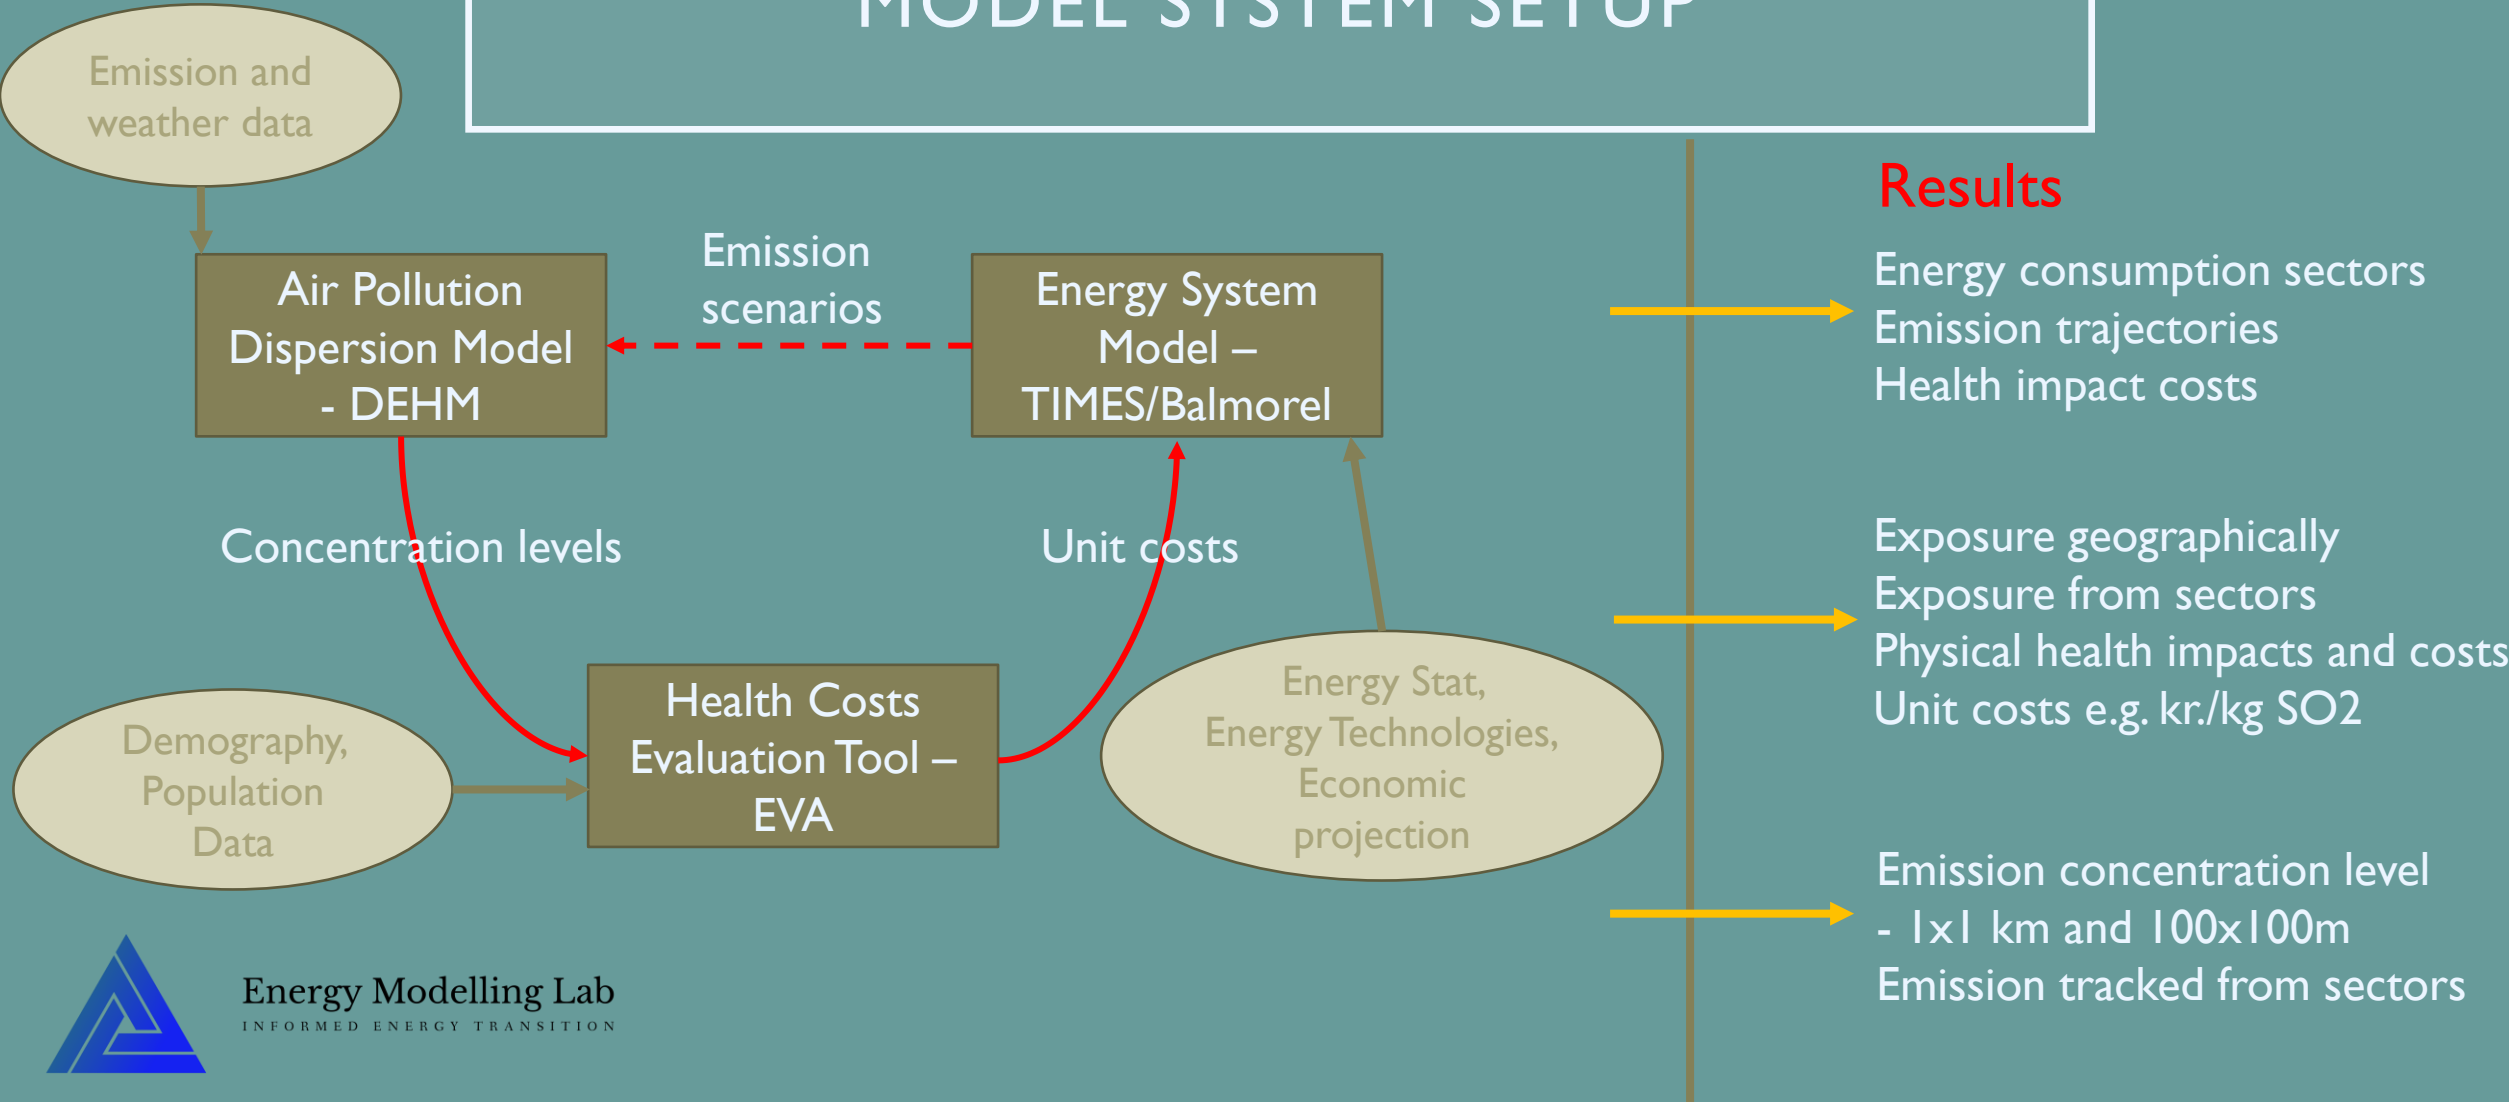 MODEL SYSTEM SETUP
Emission and
weather data
Air Pollution
Dispersion Model
- DEHM
Emission
scenarios
Energy System
Model –
TIMES/Balmorel
Concentration levels
Unit costs
Demography,
Population
Data
Health Costs
Evaluation Tool –
EVA
Energy Stat,
Energy Technologies,
Economic
projection
Results
Energy consumption sectors
Emission trajectories
Health impact costs
Exposure geographically
Exposure from sectors
Physical health impacts and costs
Unit costs e.g. kr./kg SO2
Emission concentration level
- 1x1 km and 100x100m
Emission tracked from sectors
Energy Modelling Lab
INFORMED ENERGY TRANSITION